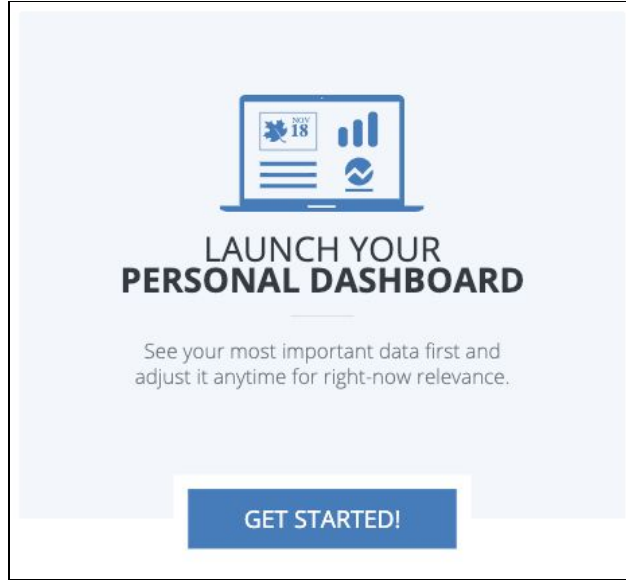 NOV
18
LAUNCH YOUR
PERSONAL DASHBOARD
See your most important data first and
adjust it anytime for right-now relevance.
GET STARTED!